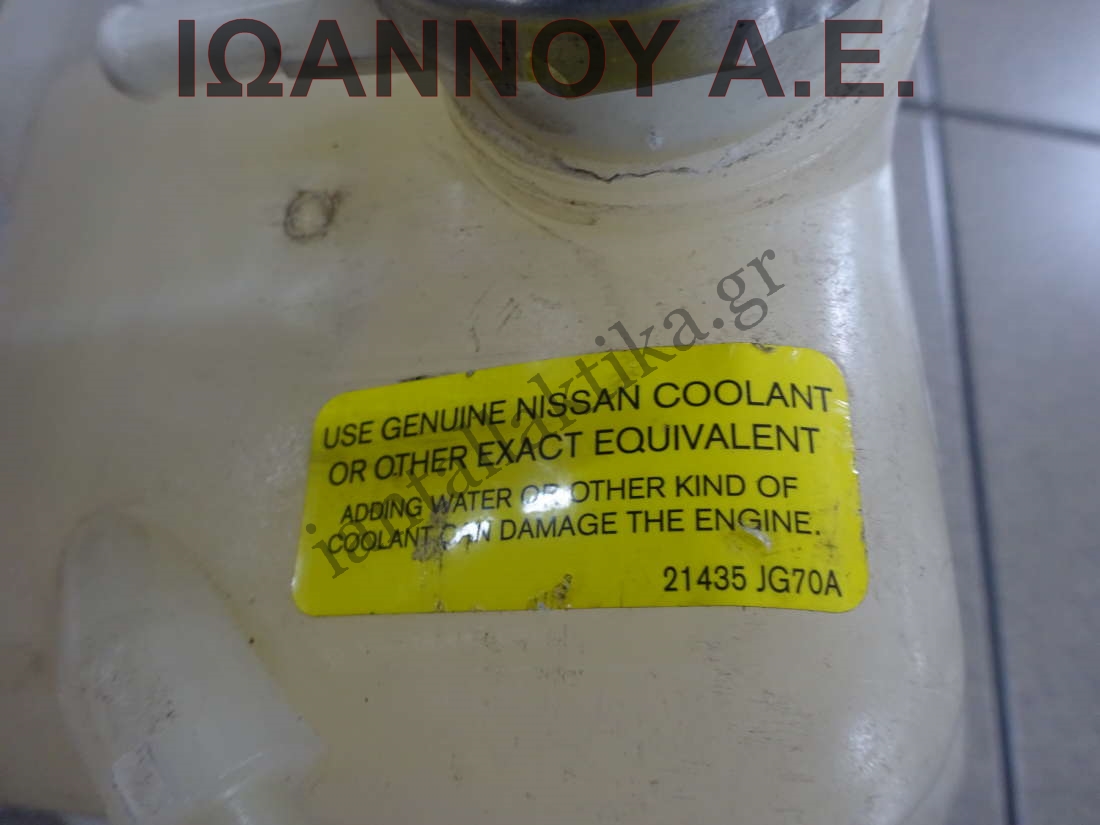 ΙΩΑΝΝΟΥ Α.Ε.
iantalaktika.gr
USE GENUINE NISSAN COOLANT
OR OTHER EXACT EQUIVALENT
ADDING WATER OR OTHER KIND OF
COOLANT CAN DAMAGE THE ENGINE.
21435 JG70A